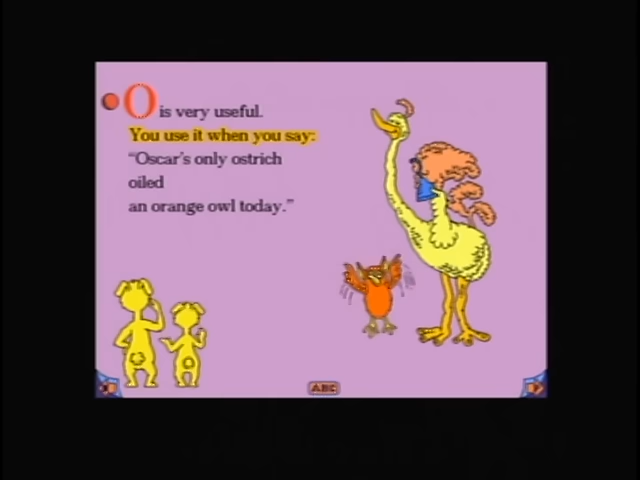 O is very useful.
You use it when you say:
“Oscar's only ostrich
oiled
an orange owl today.”
ABC